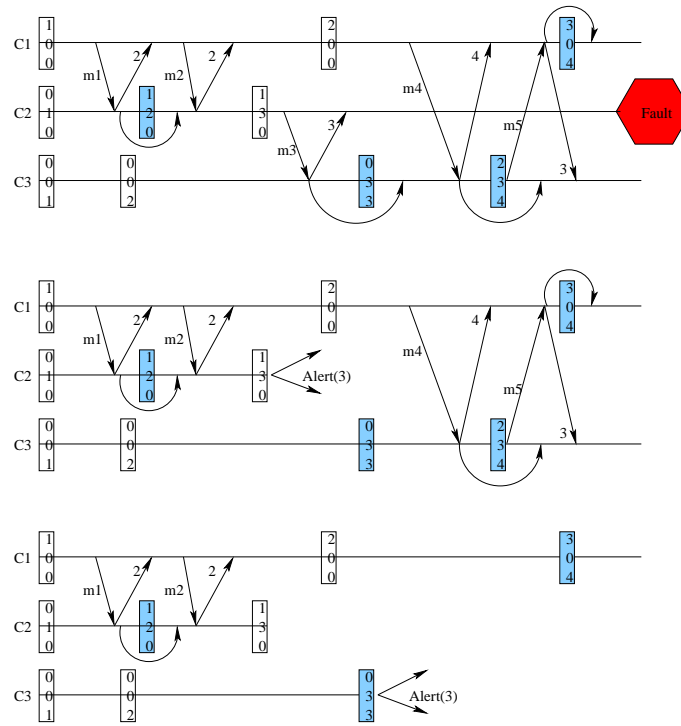 1 0 0
2 0 0
3 0 4
C1
2
2
4
m1
m2
m4
0 1 0
1 2 0
1 3 0
C2
Fault
3
m5
m3
0 0 1
0 0 2
0 3 3
2 3 4
C3
3
1 0 0
2 0 0
3 0 4
C1
2
2
4
m1
m2
m4
0 1 0
1 2 0
1 3 0
C2
Alert(3)
m5
0 0 1
0 0 2
0 3 3
2 3 4
C3
3
1 0 0
2 0 0
3 0 4
C1
2
2
m1
m2
0 1 0
1 2 0
1 3 0
C2
0 0 1
0 0 2
0 3 3
C3
Alert(3)